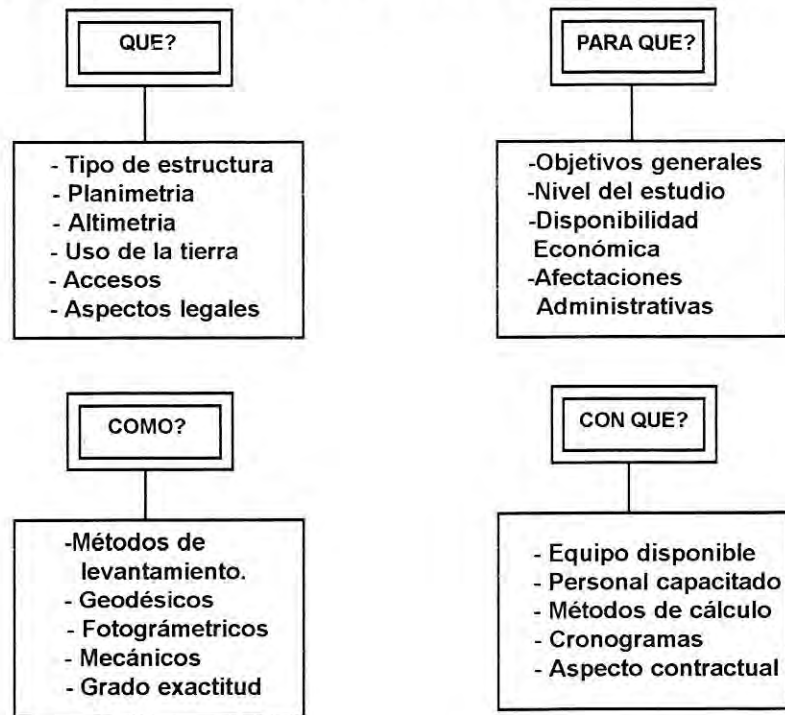 QUE?
- Tipo de estructura
- Planimetria
- Altimetria
- Uso de la tierra
- Accesos
- Aspectos legales
PARA QUE?
-Objetivos generales
-Nivel del estudio
-Disponibilidad
Económica
-Afectaciones
Administrativas
COMO?
-Métodos de
levantamiento.
- Geodésicos
- Fotográmetricos
- Mecánicos
- Grado exactitud
CON QUE?
- Equipo disponible
- Personal capacitado
- Métodos de cálculo
- Cronogramas
- Aspecto contractual